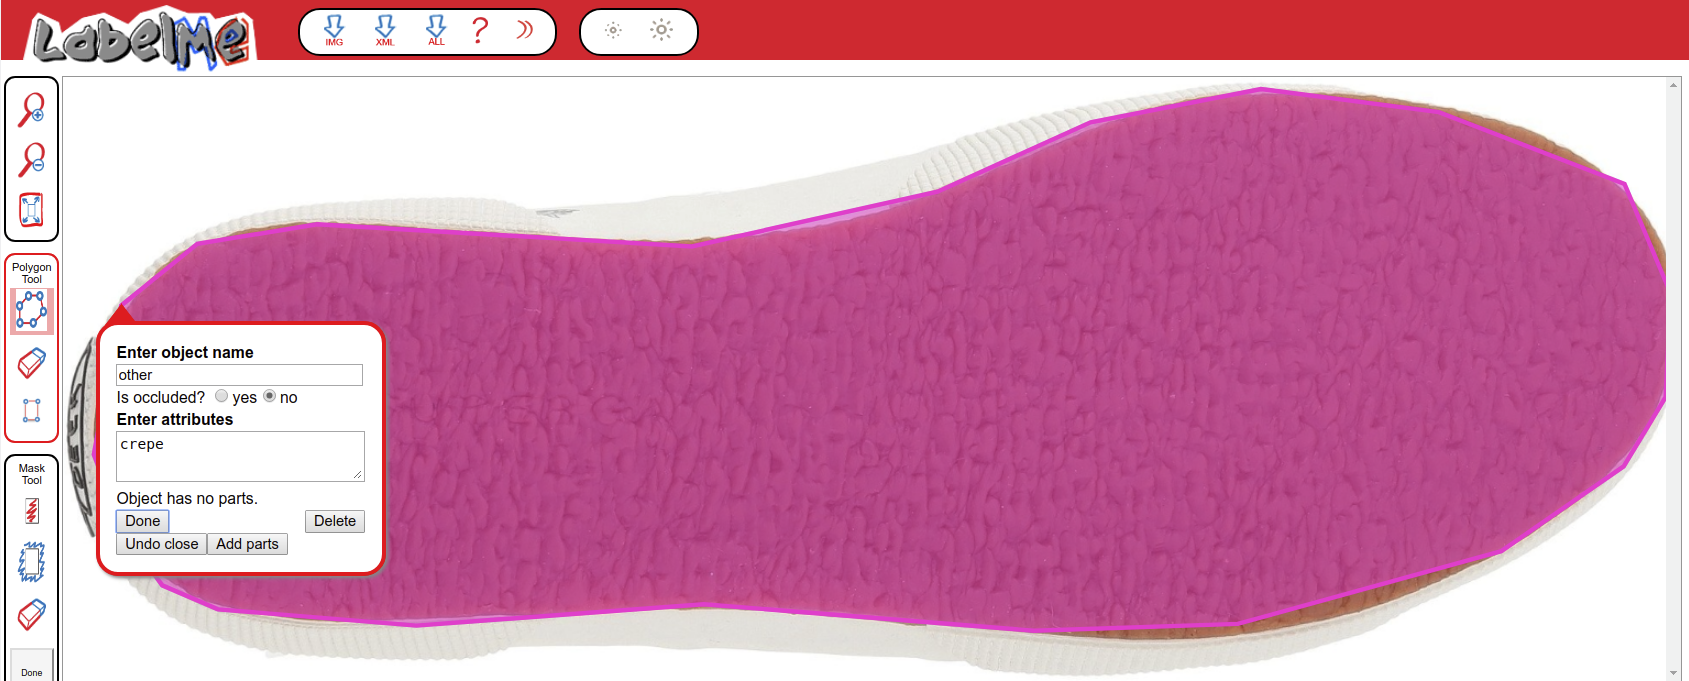 LabelMe
IMG
XML
ALL
?
Polygon
Tool
Mask
Tool
Done
Enter object name
other
Is occluded? yes no
Enter attributes
crepe
Object has no parts.
Done Delete
Undo close Add parts